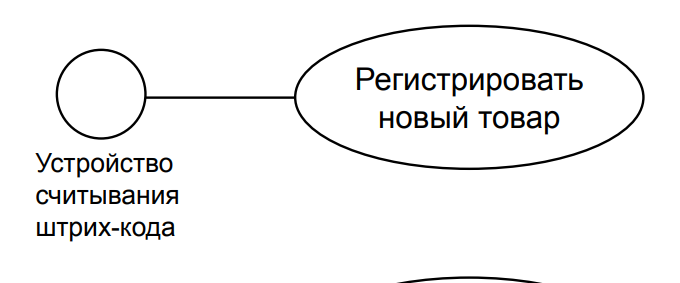 Регистрировать
новый товар
Устройство
считывания
штрих-кода